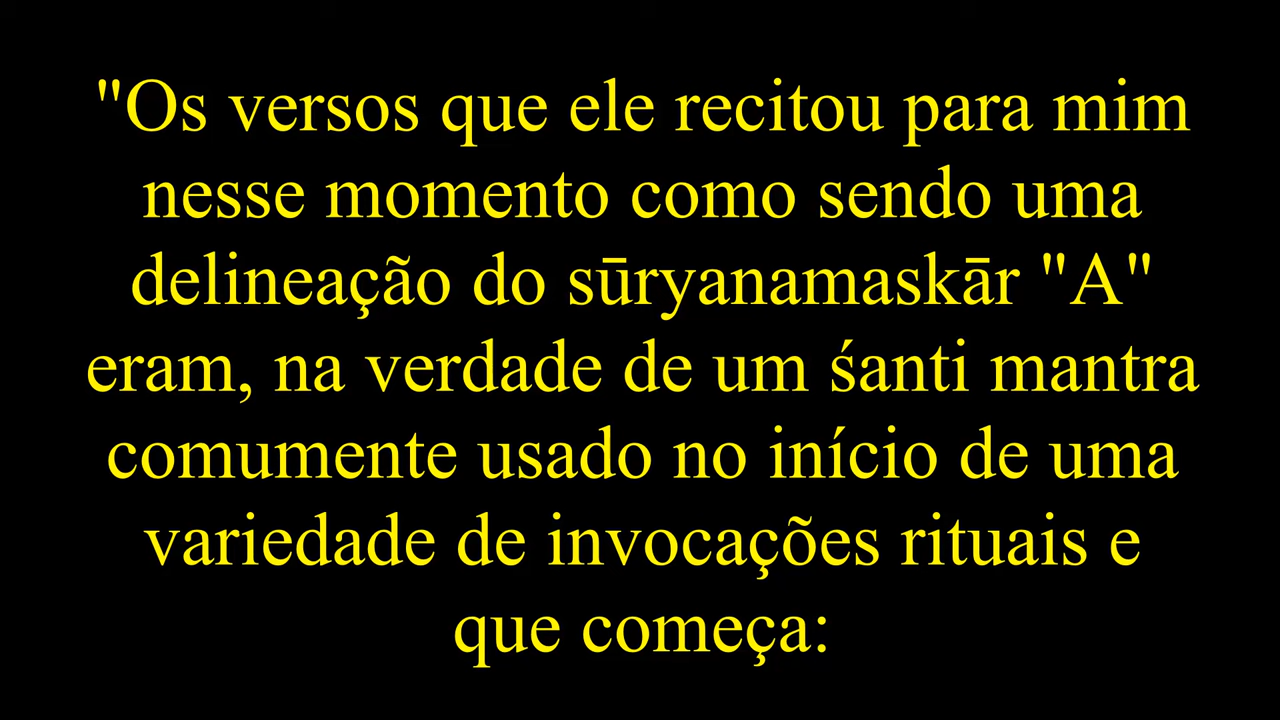 "Os versos que ele recitou para mim
nesse momento como sendo uma
delineação do sūryanamaskār "A"
eram, na verdade de um śanti mantra
comumente usado no início de uma
variedade de invocações rituais e
que começa: